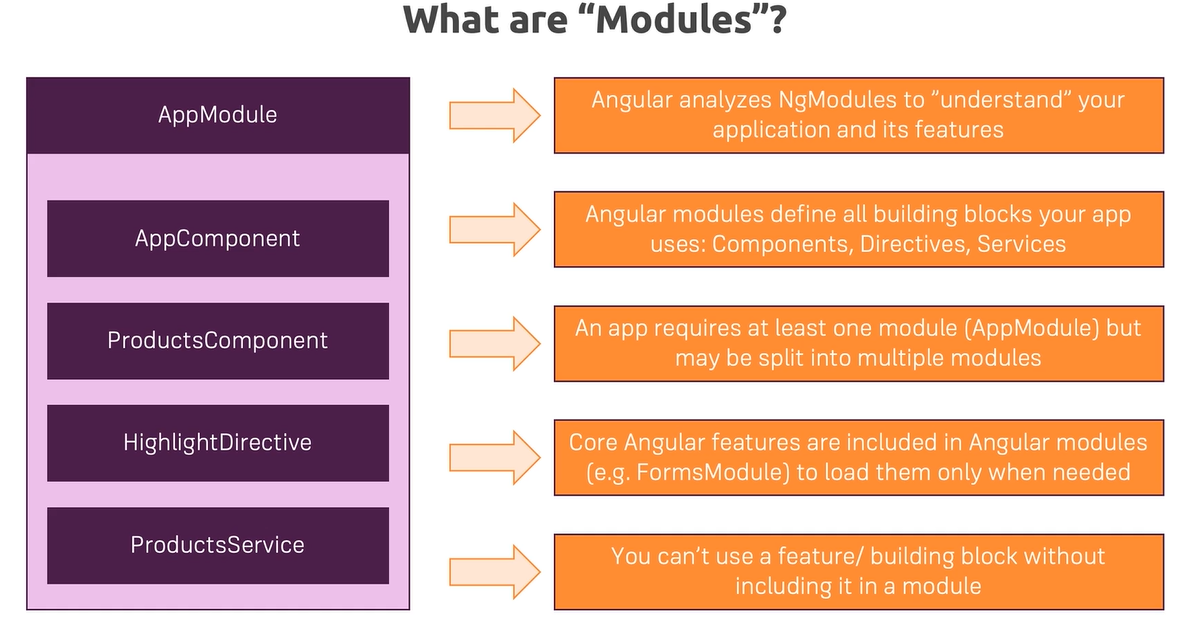 What are “Modules”?
AppModule
AppComponent
ProductsComponent
HighlightDirective
ProductsService
Angular analyzes NgModules to “understand“ your
application and its features
Angular modules define all building blocks your app
uses: Components, Directives, Services
An app requires at least one module (AppModule) but
may be split into multiple modules
Core Angular features are included in Angular modules
(e.g. FormsModule) to load them only when needed
You can’t use a feature/ building block without
including it in a module